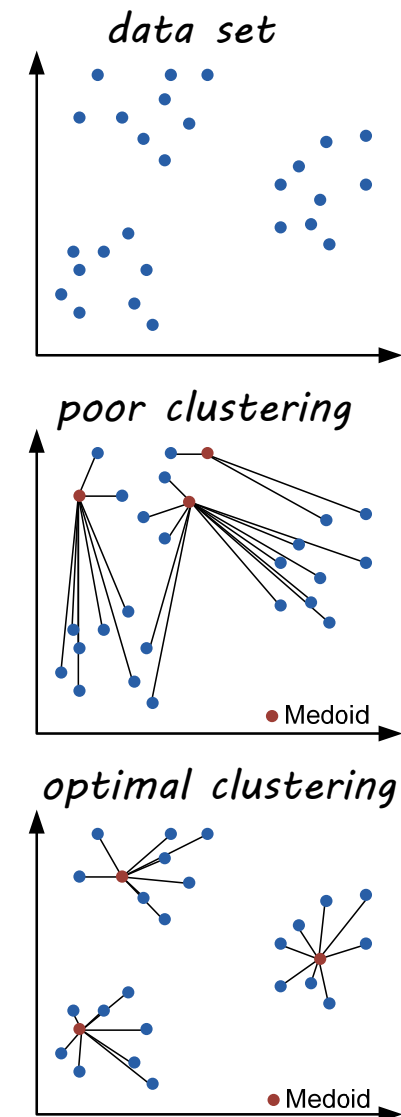 data set
poor clustering
Medoid
optimal clustering
Medoid